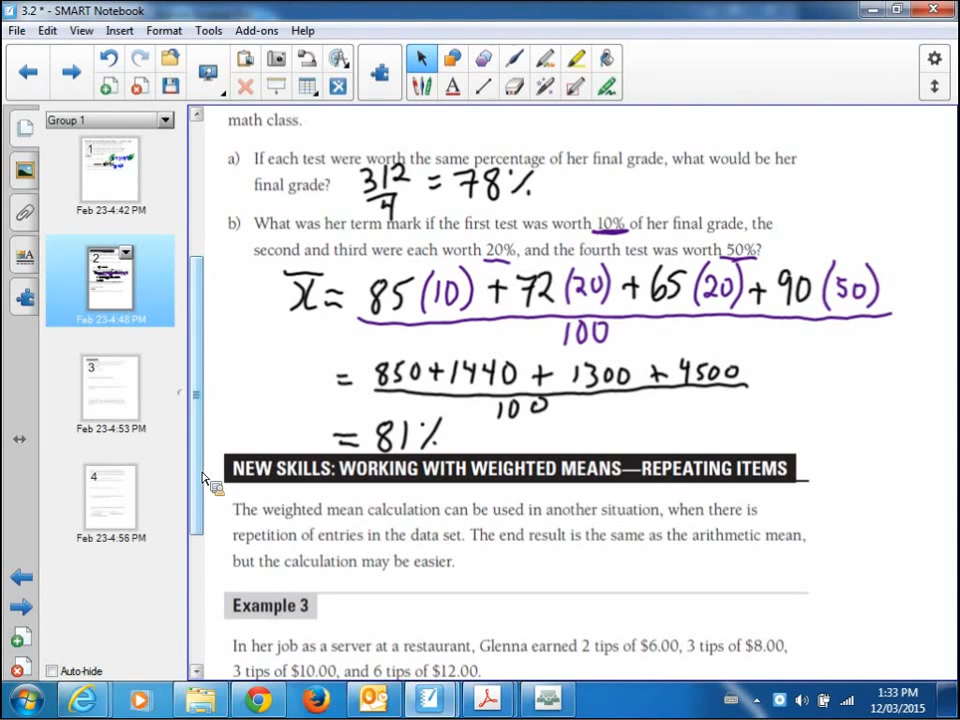 3.2 * - SMART Notebook
File Edit View Insert Format Tools Add-ons Help
Group 1
1
Feb 23-4:42 PM
2
Feb 23-4:48 PM
3
Feb 23-4:53 PM
4
Feb 23-4:56 PM
Auto-hide
math class.
a) If each test were worth the same percentage of her final grade, what would be her
final grade? 312/4 = 78%
b) What was her term mark if the first test was worth 10% of her final grade, the
second and third were each worth 20%, and the fourth test was worth 50%?
x̄ = 85(10) + 72(20) + 65(20) + 90(50)
100
= 850+1440 + 1300 + 4500
100
= 81%
NEW SKILLS: WORKING WITH WEIGHTED MEANS—REPEATING ITEMS
The weighted mean calculation can be used in another situation, when there is
repetition of entries in the data set. The end result is the same as the arithmetic mean,
but the calculation may be easier.
Example 3
In her job as a server at a restaurant, Glenna earned 2 tips of $6.00, 3 tips of $8.00,
3 tips of $10.00, and 6 tips of $12.00.
1:33 PM
12/03/2015